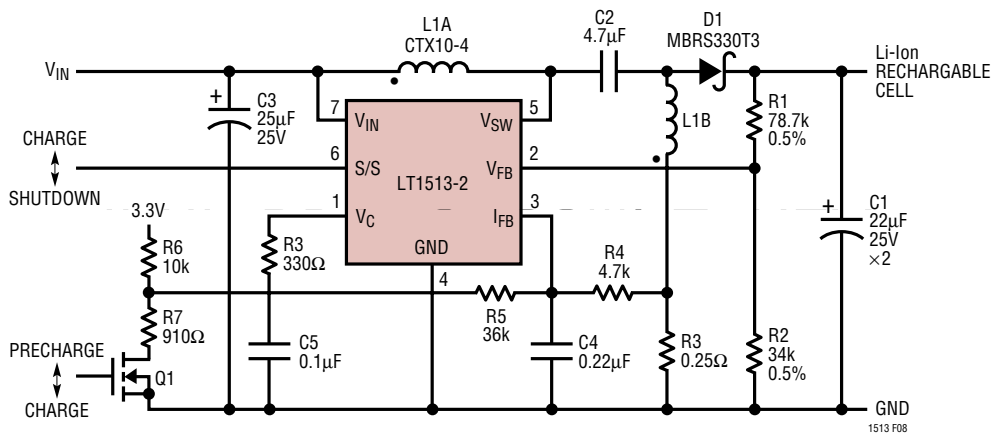 L1A
CTX10-4
C2
4.7µF
D1
MBRS330T3
Li-Ion
RECHARGABLE
CELL
VIN
C3
25µF
25V
+
7
VIN
VSW
5
L1B
R1
78.7k
0.5%
CHARGE
SHUTDOWN
6
S/S
VFB
2
LT1513-2
1
VC
IFB
3
GND
4
3.3V
R6
10k
R3
330Ω
R4
4.7k
+
C1
22µF
25V
×2
R7
910Ω
R5
36k
PRECHARGE
CHARGE
Q1
C5
0.1µF
C4
0.22µF
R3
0.25Ω
R2
34k
0.5%
GND
1513 F08